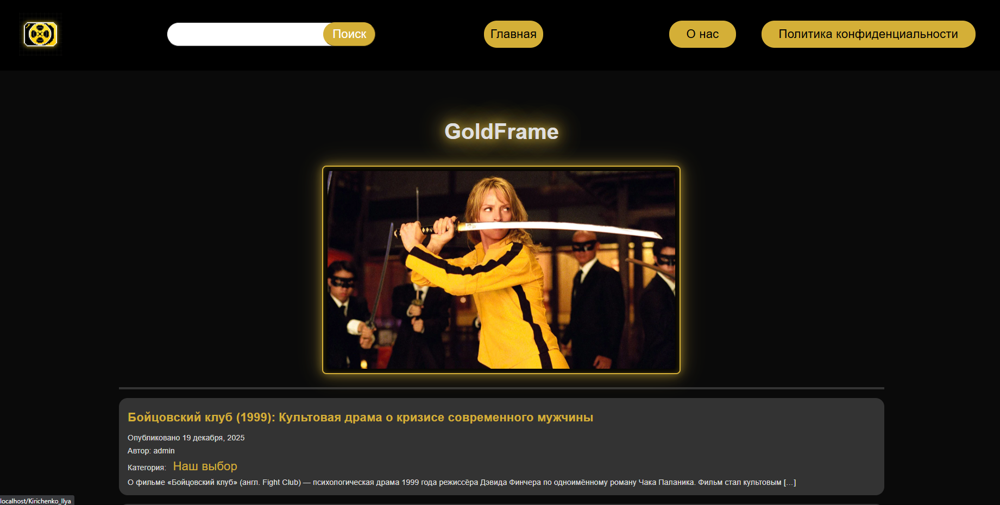 Поиск
Главная
О нас
Политика конфиденциальности
GoldFrame
Бойцовский клуб (1999): Культовая драма о кризисе современного мужчины
Опубликовано 19 декабря, 2025
Автор: admin
Категория: Наш выбор
О фильме «Бойцовский клуб» (англ. Fight Club) — психологическая драма 1999 года режиссёра Дэвида Финчера по одноимённому роману Чака Паланика. Фильм стал культовым […]
localhost/Kirichenko_Ilya